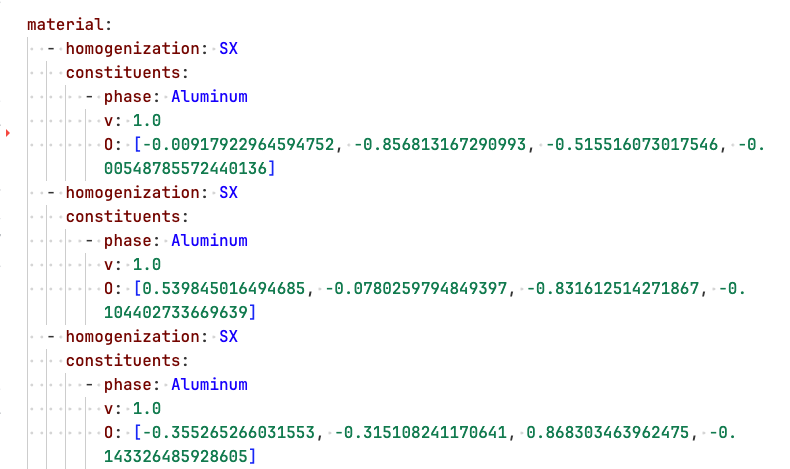 material:
- homogenization: SX
constituents:
- phase: Aluminum
v: 1.0
O: [-0.00917922964594752, -0.856813167290993, -0.515516073017546, -0.
00548785572440136]
- homogenization: SX
constituents:
- phase: Aluminum
v: 1.0
O: [0.539845016494685, -0.0780259794849397, -0.831612514271867, -0.
104402733669639]
- homogenization: SX
constituents:
- phase: Aluminum
v: 1.0
O: [-0.355265266031553, -0.315108241170641, 0.868303463962475, -0.
143326485928605]